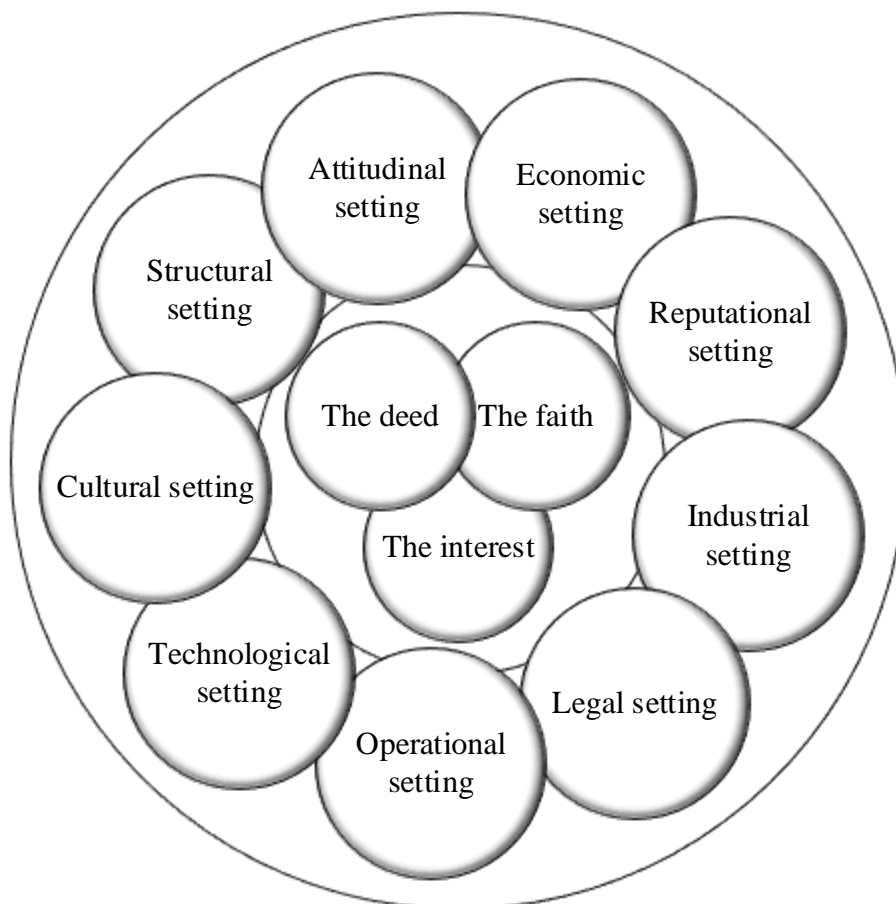 Attitudinal
setting
Economic
setting
Structural
setting
Reputational
setting
The deed
The faith
Cultural setting
Industrial
setting
The interest
Technological
setting
Legal setting
Operational
setting